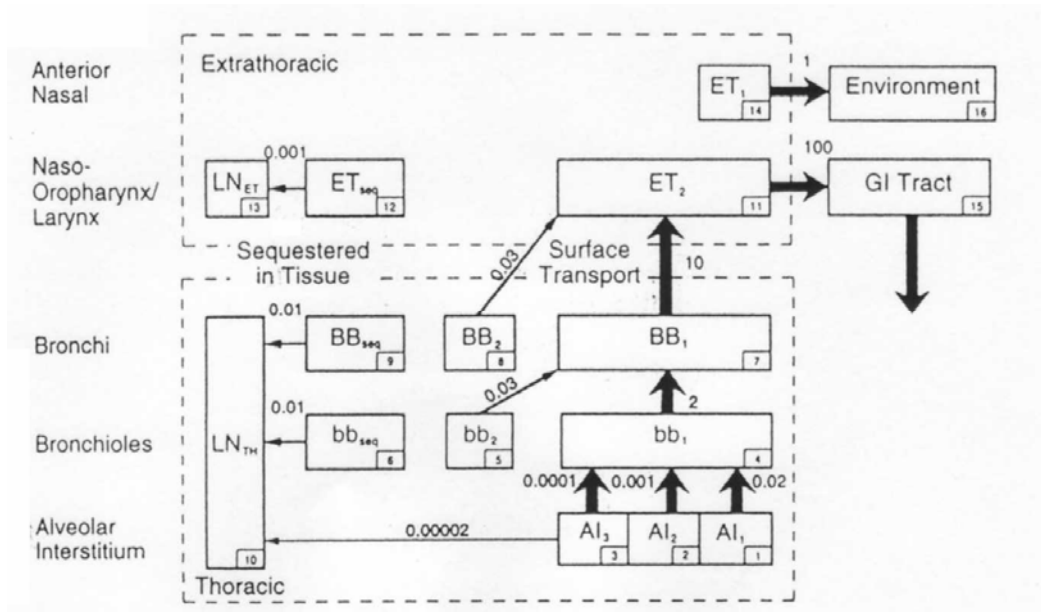 Anterior
Nasal
Extrathoracic
ET1
14
1
Environment
16
Naso-
Oropharynx/
Larynx
LNET
13
0.001
ETseq
12
ET2
11
100
GI Tract
15
Sequestered
in Tissue
0.03
Surface
Transport
10
Bronchi
0.01
BBseq
9
BB2
8
BB1
7
0.03
2
Bronchioles
LNTH
0.01
bbseq
6
bb2
5
bb1
4
0.0001
0.001
0.02
Alveolar
Interstitium
10
0.00002
AI3
3
AI2
2
AI1
1
Thoracic